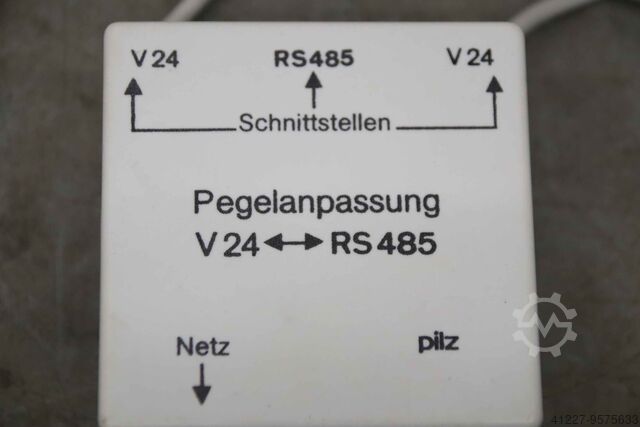 V24 RS485 V24
Schnittstellen
Pegelanpassung
V24 ↔ RS485
Netz pilz
41227-9575633